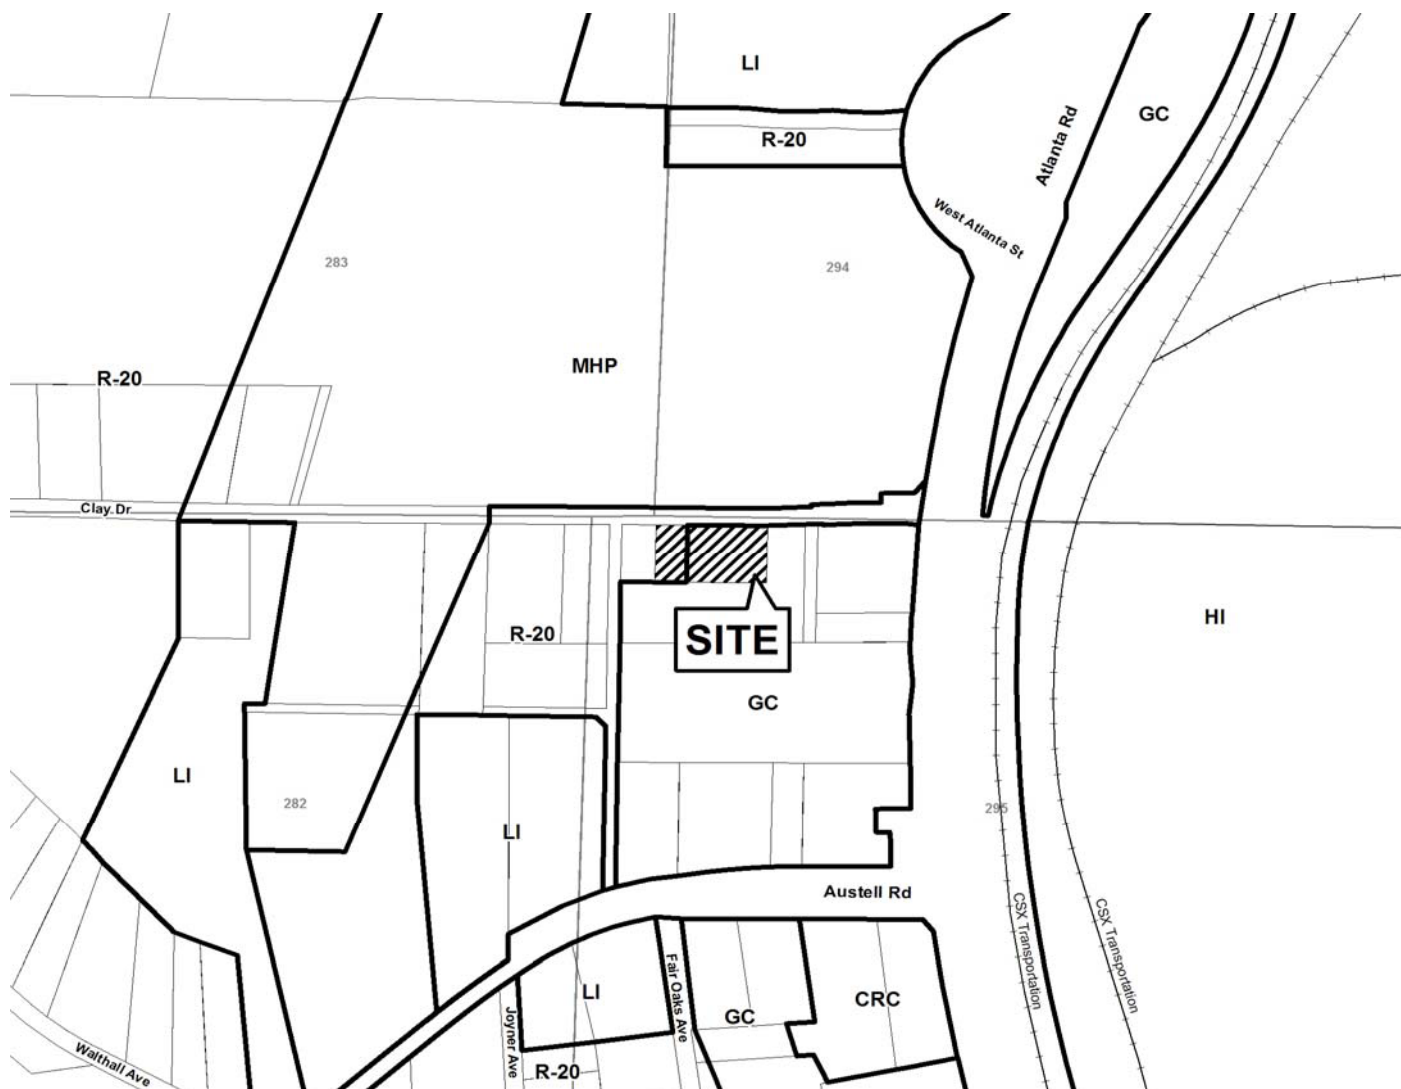 LI
GC
R-20
Atlanta Rd
West Atlanta St
283
294
MHP
R-20
Clay Dr
HI
R-20
SITE
GC
LI
282
295
LI
Austell Rd
CSX Transportation
CSX Transportation
Fair Oaks Ave
LI
CRC
GC
Joyner Ave
Walthall Ave
R-20